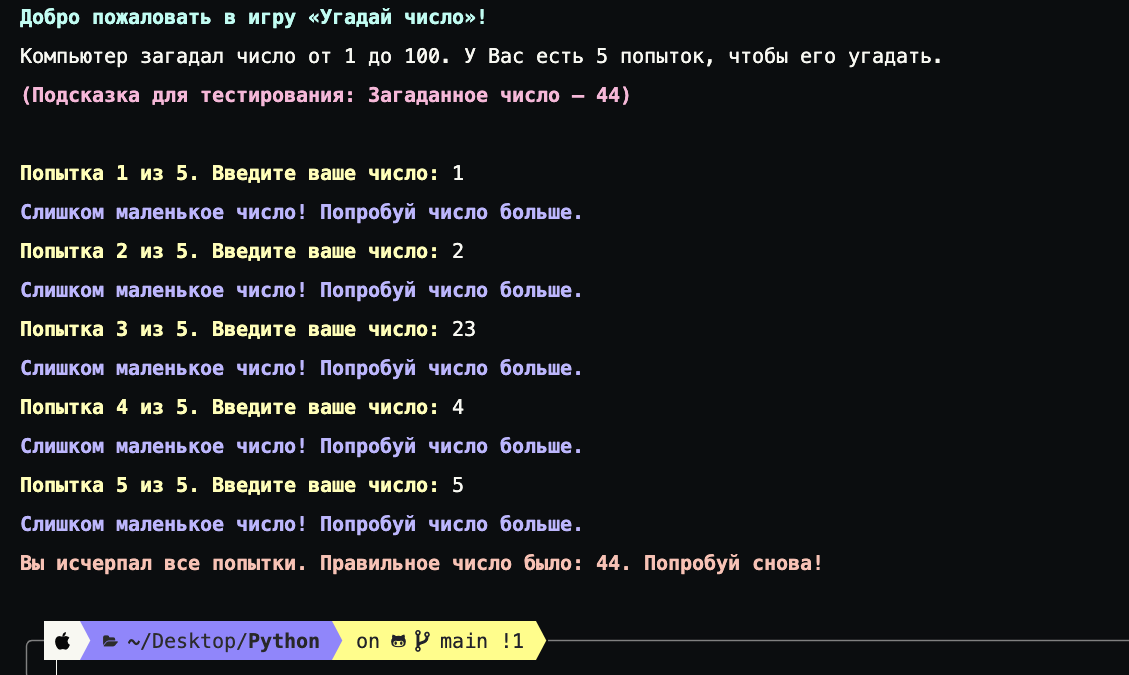 Добро пожаловать в игру «Угадай число»!
Компьютер загадал число от 1 до 100. У Вас есть 5 попыток, чтобы его угадать.
(Подсказка для тестирования: Загаданное число — 44)
Попытка 1 из 5. Введите ваше число: 1
Слишком маленькое число! Попробуй число больше.
Попытка 2 из 5. Введите ваше число: 2
Слишком маленькое число! Попробуй число больше.
Попытка 3 из 5. Введите ваше число: 23
Слишком маленькое число! Попробуй число больше.
Попытка 4 из 5. Введите ваше число: 4
Слишком маленькое число! Попробуй число больше.
Попытка 5 из 5. Введите ваше число: 5
Слишком маленькое число! Попробуй число больше.
Вы исчерпал все попытки. Правильное число было: 44. Попробуй снова!
~/Desktop/Python on main !1